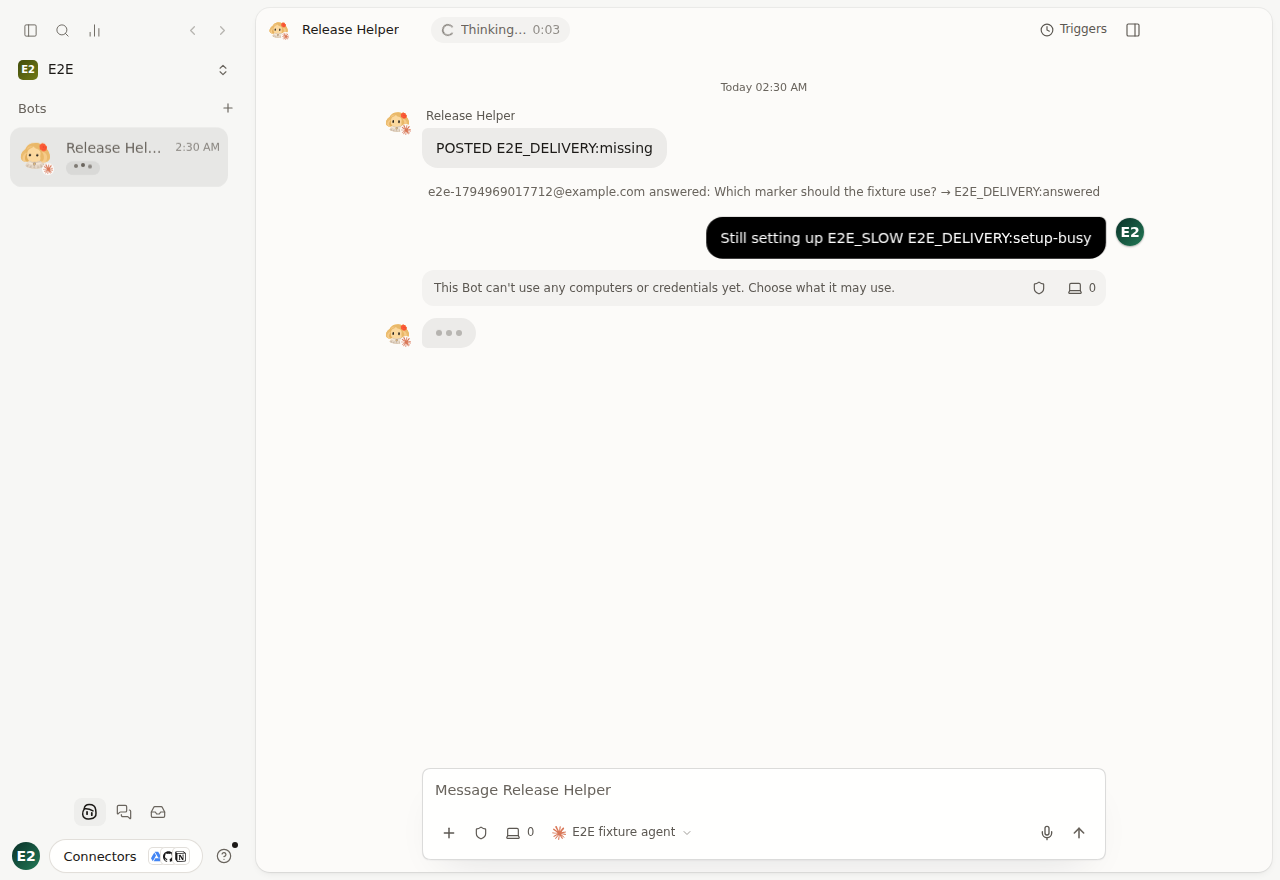 Release Helper
Thinking... 0:03
Triggers
E2 E2E
Bots
Release Hel... 2:30 AM
Today 02:30 AM
Release Helper
POSTED E2E_DELIVERY:missing
e2e-1794969017712@example.com answered: Which marker should the fixture use? → E2E_DELIVERY:answered
Still setting up E2E_SLOW E2E_DELIVERY:setup-busy
E2
This Bot can't use any computers or credentials yet. Choose what it may use.
0
Message Release Helper
0 E2E fixture agent
E2 Connectors